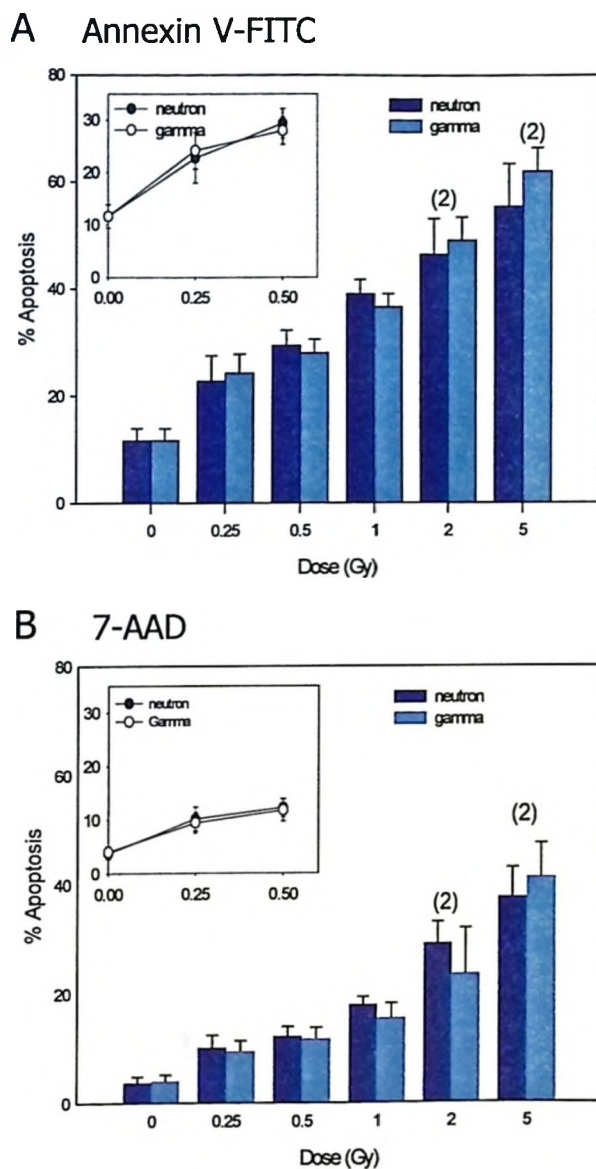 A Annexin V-FITC
80
60
40
20
0
% Apoptosis
30
20
10
0
0.00 0.25 0.50
neutron
gamma
neutron
gamma
(2)
(2)
0 0.25 0.5 1 2 5
Dose (Gy)
B 7-AAD
80
60
40
20
0
% Apoptosis
30
20
10
0
0.00 0.25 0.50
neutron
Gamma
neutron
gamma
(2)
(2)
0 0.25 0.5 1 2 5
Dose (Gy)